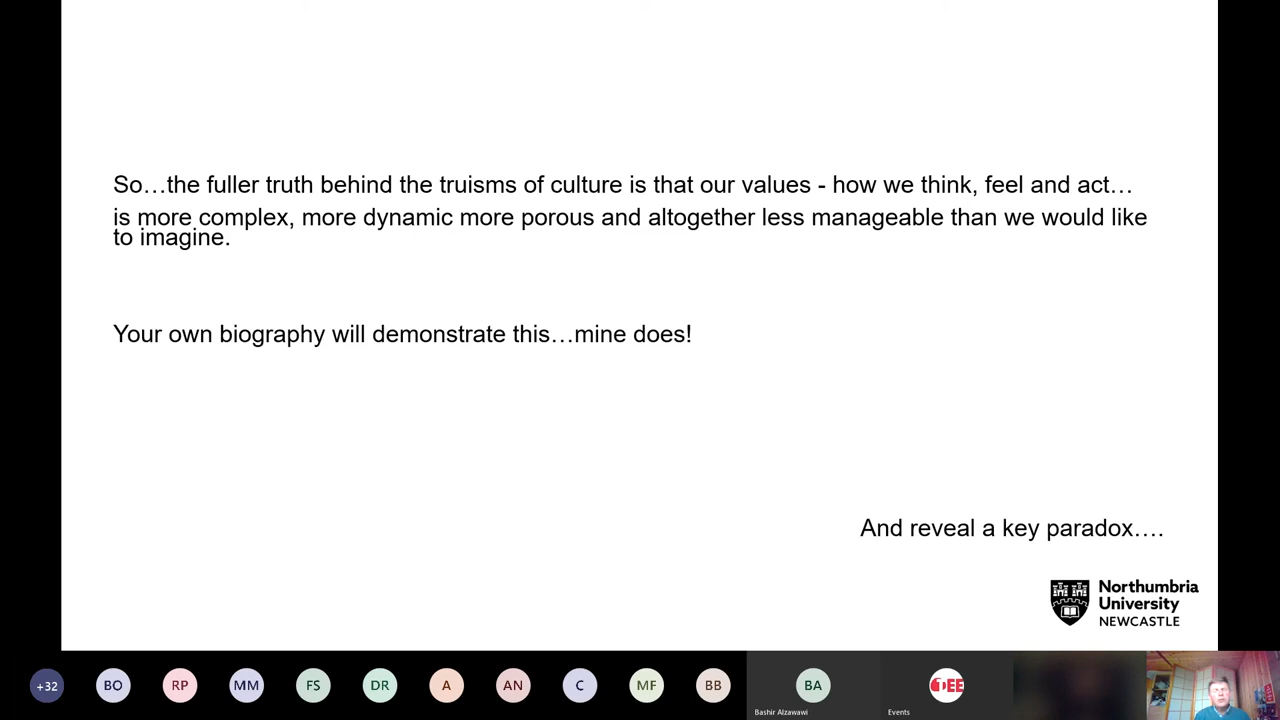 So…the fuller truth behind the truisms of culture is that our values - how we think, feel and act…
is more complex, more dynamic more porous and altogether less manageable than we would like
to imagine.
Your own biography will demonstrate this…mine does!
And reveal a key paradox….
Northumbria
University
NEWCASTLE
+32
BO
RP
MM
FS
DR
A
AN
C
MF
BB
BA
Bashir Alzawawi
DEE
Events